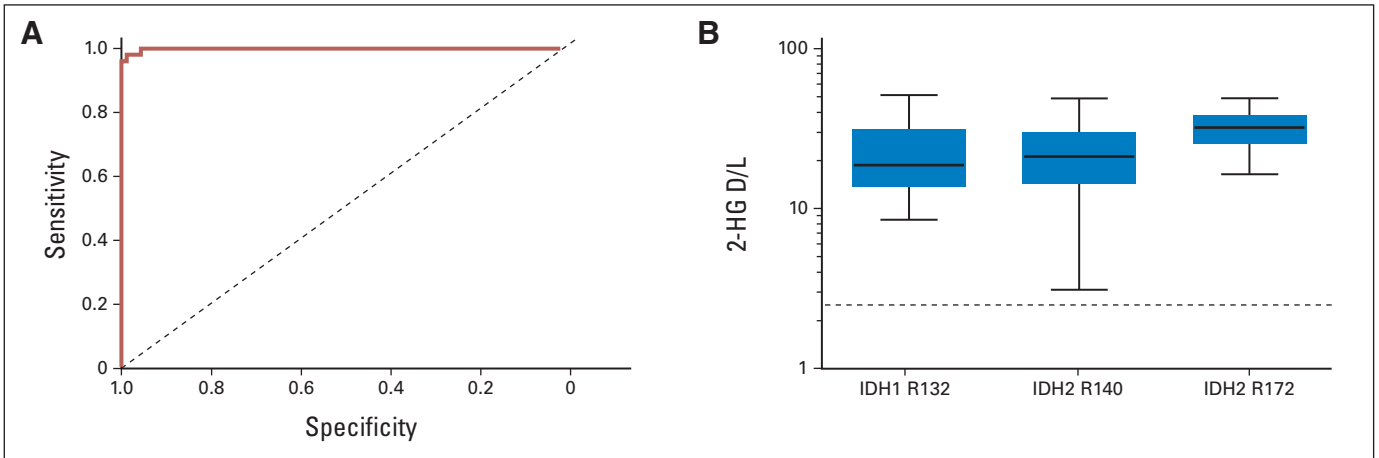 A
Sensitivity
1.0
0.8
0.6
0.4
0.2
0
1.0 0.8 0.6 0.4 0.2 0
Specificity
B
2-HG D/L
100
10
1
IDH1 R132 IDH2 R140 IDH2 R172